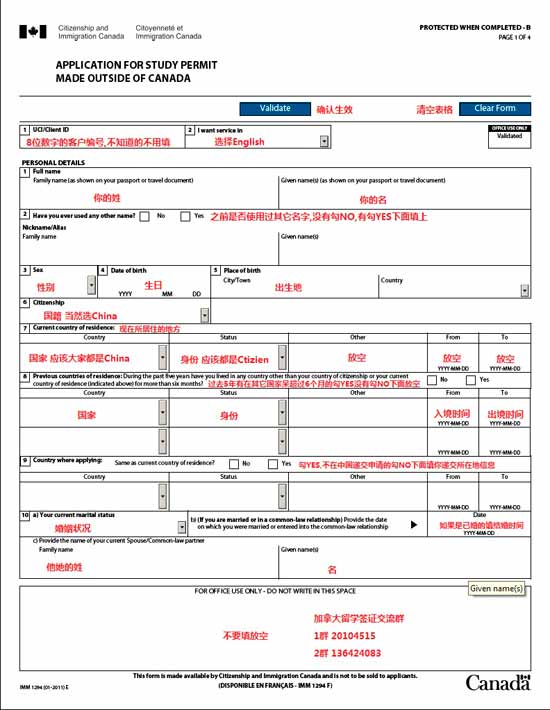 Citizenship and Citoyenneté et PROTECTED WHEN COMPLETED - B
Immigration Canada Immigration Canada PAGE 1 OF 4
APPLICATION FOR STUDY PERMIT
MADE OUTSIDE OF CANADA
Validate 确认生效 清空表格 Clear Form
1 UCI/Client ID 2 I want service in OFFICE USE ONLY
8位数字的客户编号,不知道的不用填 选择English Validated
PERSONAL DETAILS
1 Full name
Family name (as shown on your passport or travel document) Given name(s) (as shown on your passport or travel document)
你的姓 你的名
2 Have you ever used any other name? No Yes 之前是否使用过其它名字,没有勾NO,有勾YES下面填上
Nickname/Alias
Family name Given name(s)
3 Sex 4 Date of birth 5 Place of birth
City/Town Country
性别 生日 出生地
YYYY MM DD
6 Citizenship
国籍 当然选China
7 Current country of residence: 现在所居住的地方
Country Status Other From To
国家 应该大家都是China 身份 应该都是Ctizien 放空 放空 放空
YYYY-MM-DD YYYY-MM-DD
8 Previous countries of residence: During the past five years have you lived in any country other than your country of citizenship or your current
country of residence (indicated above) for more than six months? 过去5年有在其它国家呆超过6个月的勾YES没有勾NO下面放空 No Yes
Country Status Other From To
国家 身份 入境时间 出境时间
YYYY-MM-DD YYYY-MM-DD
YYYY-MM-DD YYYY-MM-DD
9 Country where applying: Same as current country of residence? No Yes 勾YES,不在中国递交申请的勾NO下面填你递交所在地信息
Country Status Other From To
YYYY-MM-DD YYYY-MM-DD
10 a) Your current marital status b) (If you are married or in a common-law relationship) Provide the date Date
婚姻状况 on which you were married or entered into the common-law relationship 如果是已婚的填结婚时间
YYYY-MM-DD
c) Provide the name of your current Spouse/Common-law partner
Family name Given name(s)
他她的姓 名
Given name(s)
FOR OFFICE USE ONLY - DO NOT WRITE IN THIS SPACE
加拿大留学签证交流群
不要填放空 1群 20104515
2群 136424083
This form is made available by Citizenship and Immigration Canada and is not to be sold to applicants.
IMM 1294 (01-2011) E (DISPONIBLE EN FRANÇAIS - IMM 1294 F) Canada